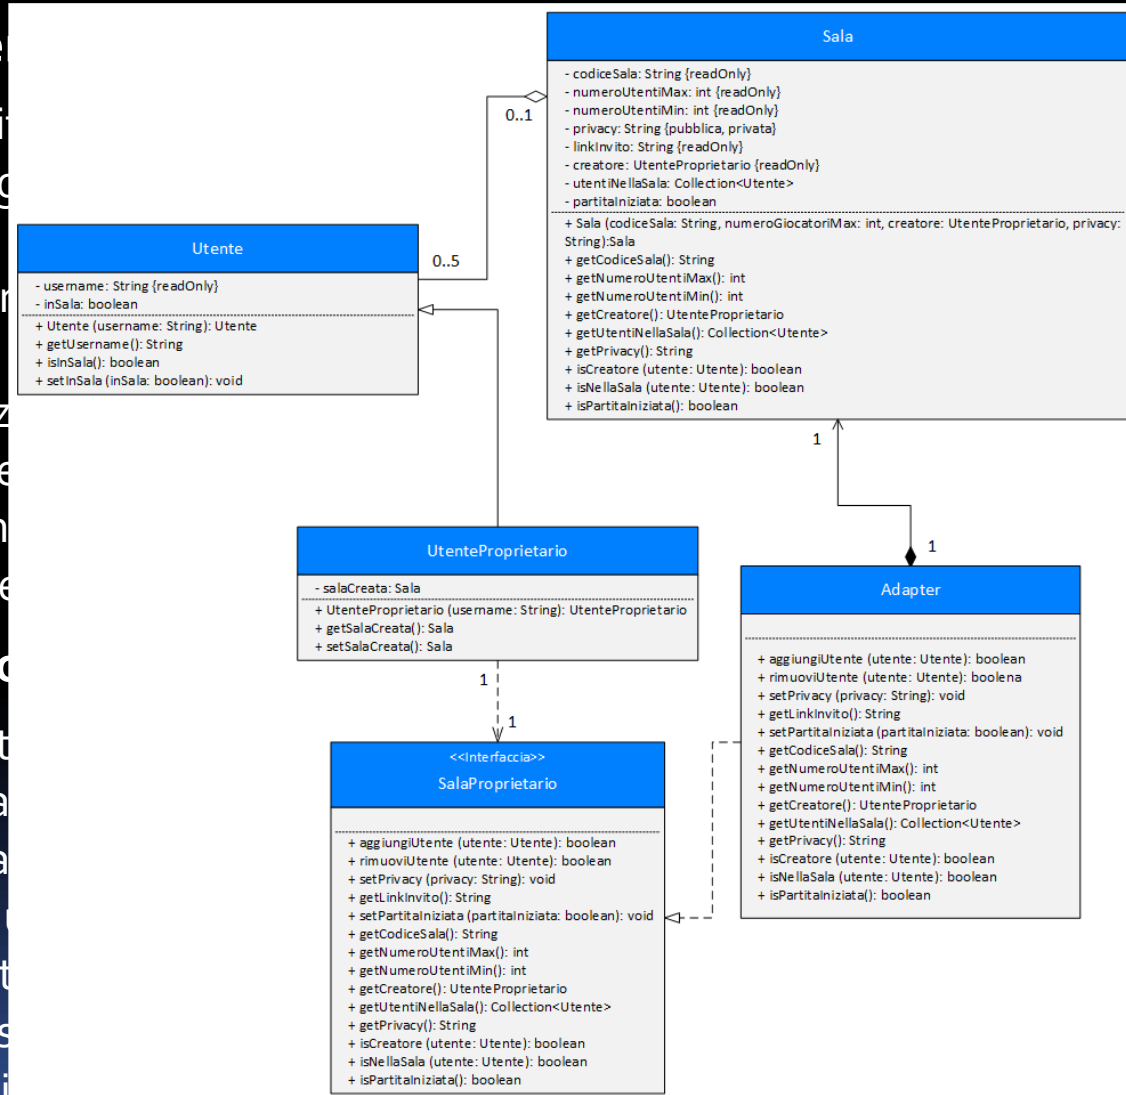 Sala
- codiceSala: String {readOnly}
- numeroUtentiMax: int {readOnly}
- numeroUtentiMin: int {readOnly}
- privacy: String {pubblica, privata}
- linkInvito: String {readOnly}
- creatore: UtenteProprietario {readOnly}
- utentiNellaSala: Collection<Utente>
- partitaIniziata: boolean
+ Sala (codiceSala: String, numeroGiocatoriMax: int, creatore: UtenteProprietario, privacy:
String):Sala
+ getCodiceSala(): String
+ getNumeroUtentiMax(): int
+ getNumeroUtentiMin(): int
+ getCreatore(): UtenteProprietario
+ getUtentiNellaSala(): Collection<Utente>
+ getPrivacy(): String
+ isCreatore (utente: Utente): boolean
+ isNellaSala (utente: Utente): boolean
+ isPartitaIniziata(): boolean
0..1
0..5
Utente
- username: String {readOnly}
- inSala: boolean
+ Utente (username: String): Utente
+ getUsername(): String
+ isInSala(): boolean
+ setInSala (inSala: boolean): void
1
1
UtenteProprietario
- salaCreata: Sala
+ UtenteProprietario (username: String): UtenteProprietario
+ getSalaCreata(): Sala
+ setSalaCreata(): Sala
1
1
Adapter
+ aggiungiUtente (utente: Utente): boolean
+ rimuoviUtente (utente: Utente): boolena
+ setPrivacy (privacy: String): void
+ getLinkInvito(): String
+ setPartitaIniziata (partitaIniziata: boolean): void
+ getCodiceSala(): String
+ getNumeroUtentiMax(): int
+ getNumeroUtentiMin(): int
+ getCreatore(): UtenteProprietario
+ getUtentiNellaSala(): Collection<Utente>
+ getPrivacy(): String
+ isCreatore (utente: Utente): boolean
+ isNellaSala (utente: Utente): boolean
+ isPartitaIniziata(): boolean
<<Interfaccia>>
SalaProprietario
+ aggiungiUtente (utente: Utente): boolean
+ rimuoviUtente (utente: Utente): boolean
+ setPrivacy (privacy: String): void
+ getLinkInvito(): String
+ setPartitaIniziata (partitaIniziata: boolean): void
+ getCodiceSala(): String
+ getNumeroUtentiMax(): int
+ getNumeroUtentiMin(): int
+ getCreatore(): UtenteProprietario
+ getUtentiNellaSala(): Collection<Utente>
+ getPrivacy(): String
+ isCreatore (utente: Utente): boolean
+ isNellaSala (utente: Utente): boolean
+ isPartitaIniziata(): boolean